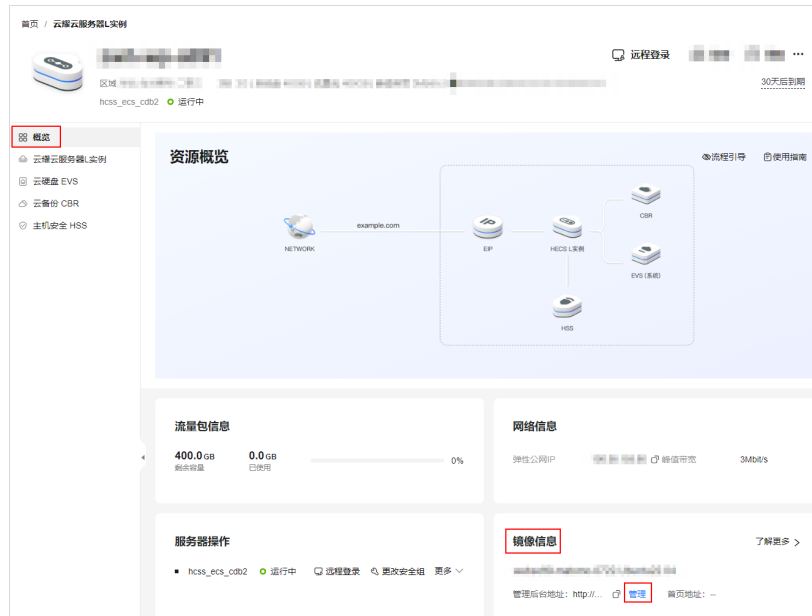 首页 / 云耀云服务器L实例
远程登录
区域
30天后到期
hcss_ecs_cdb2 运行中
概览
云耀云服务器L实例
云硬盘 EVS
云备份 CBR
主机安全 HSS
资源概览
流程引导 使用指南
CBR
example.com
NETWORK
EIP
HECS L实例
EVS (系统)
HSS
流量包信息
400.0 GB 0.0 GB 0%
剩余容量 已使用
网络信息
弹性公网IP 峰值带宽 3Mbit/s
服务器操作
hcss_ecs_cdb2 运行中 远程登录 更改安全组 更多
镜像信息 了解更多
管理后台地址: http://... 管理 首页地址: --